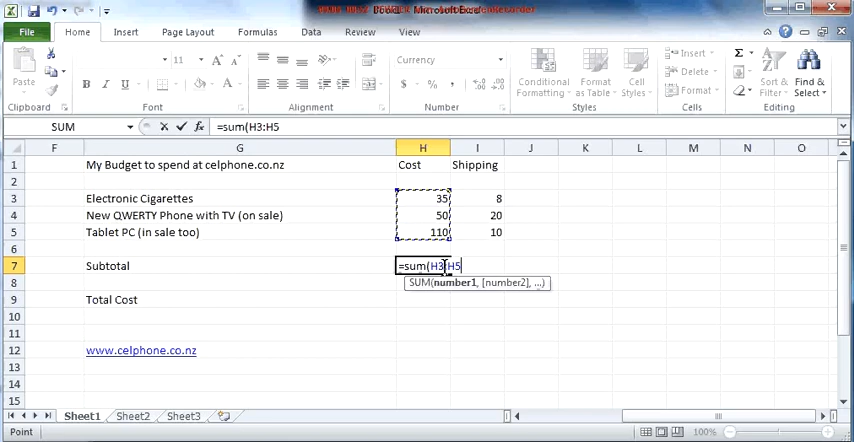 Book1 - Microsoft Excel
File Home Insert Page Layout Formulas Data Review View
Paste
11
Currency
Conditional Formatting
Format as Table
Cell Styles
Insert
Delete
Format
Sort & Filter
Find & Select
Clipboard Font Alignment Number Styles Cells Editing
SUM =sum(H3:H5
F G H I J K L M N O
1 My Budget to spend at celphone.co.nz Cost Shipping
2
3 Electronic Cigarettes 35 8
4 New QWERTY Phone with TV (on sale) 50 20
5 Tablet PC (in sale too) 110 10
6
7 Subtotal =sum(H3:H5
8 SUM(number1, [number2], ...)
9 Total Cost
10
11
12 www.celphone.co.nz
13
14
15
Sheet1 Sheet2 Sheet3
Point 100%